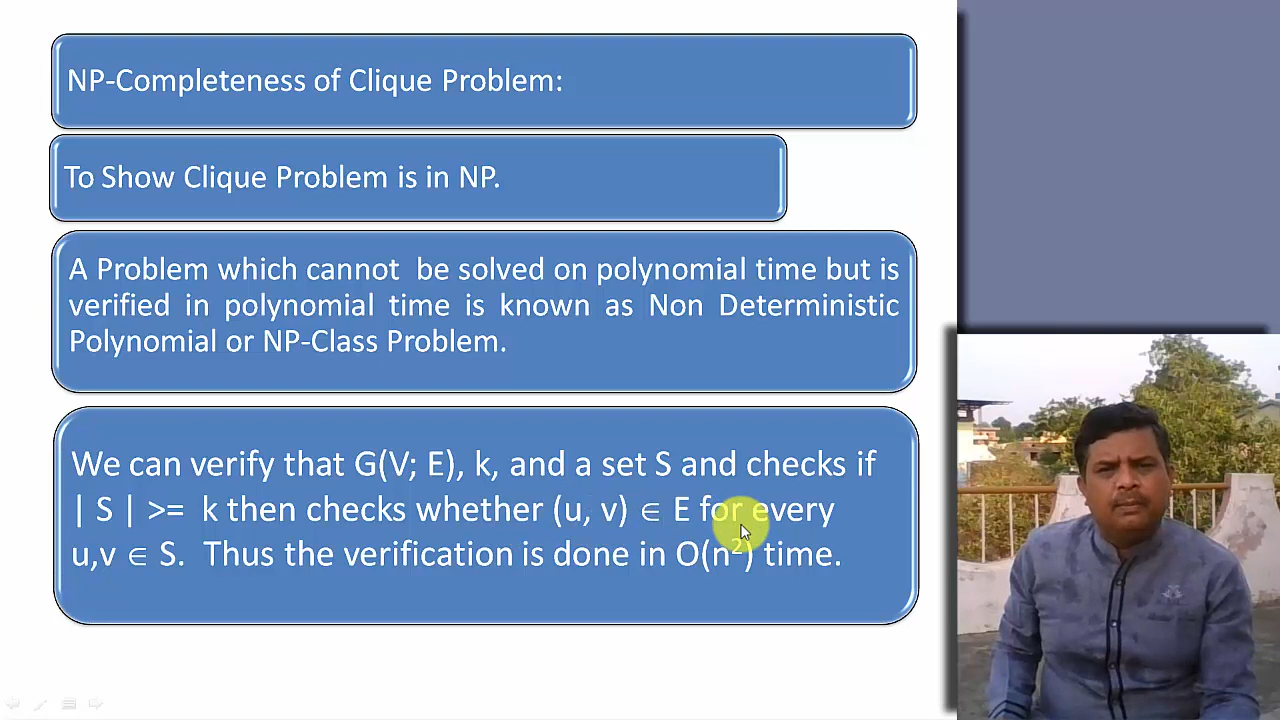 NP-Completeness of Clique Problem:
To Show Clique Problem is in NP.
A Problem which cannot be solved on polynomial time but is
verified in polynomial time is known as Non Deterministic
Polynomial or NP-Class Problem.
We can verify that G(V; E), k, and a set S and checks if
| S | >= k then checks whether (u, v) ∈ E for every
u,v ∈ S. Thus the verification is done in O(n²) time.